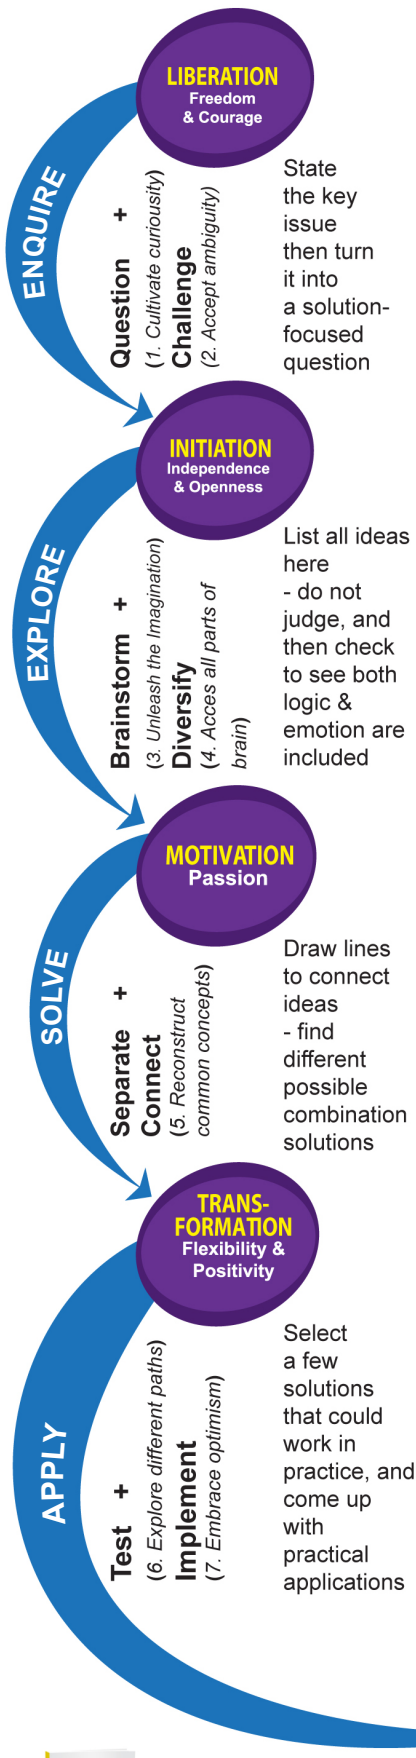 LIBERATION
Freedom
& Courage
ENQUIRE
Question +
(1. Cultivate curiousity)
Challenge
(2. Accept ambiguity)
State
the key
issue
then turn
it into
a solution-
focused
question
INITIATION
Independence
& Openness
EXPLORE
Brainstorm +
(3. Unleash the Imagination)
Diversify
(4. Acces all parts of
brain)
List all ideas
here
- do not
judge, and
then check
to see both
logic &
emotion are
included
MOTIVATION
Passion
SOLVE
Separate +
Connect
(5. Reconstruct
common concepts)
Draw lines
to connect
ideas
- find
different
possible
combination
solutions
TRANS-
FORMATION
Flexibility &
Positivity
APPLY
Test +
(6. Explore different paths)
Implement
(7. Embrace optimism)
Select
a few
solutions
that could
work in
practice, and
come up
with
practical
applications